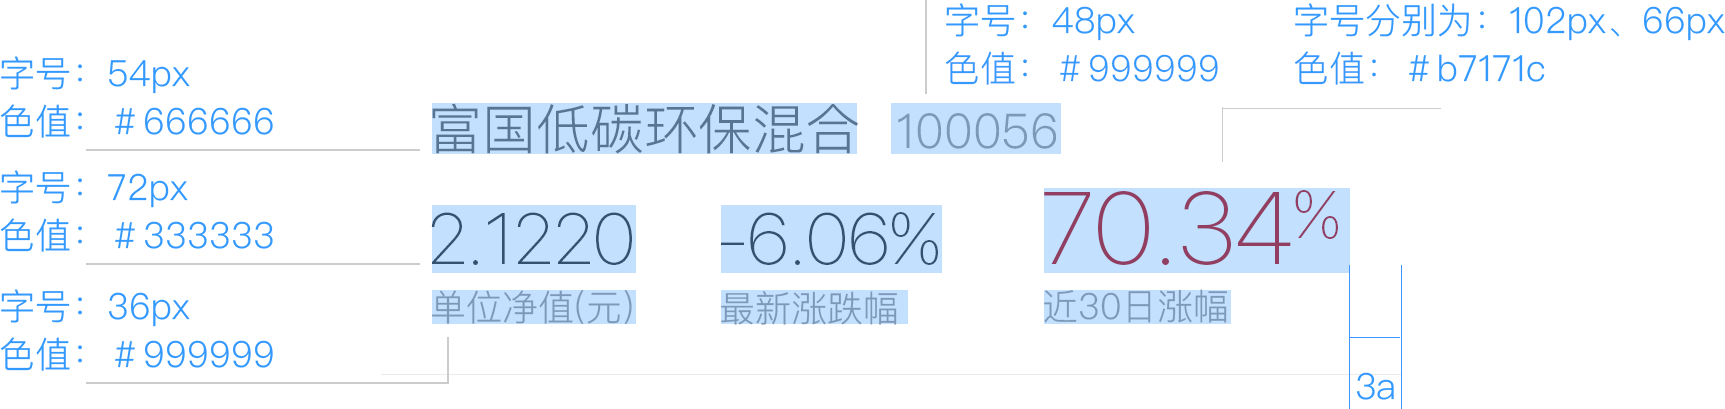 字号：48px
色值：#999999
字号分别为：102px、66px
色值：#b7171c
字号：54px
色值：#666666
富国低碳环保混合 100056
字号：72px
色值：#333333
2.1220 -6.06% 70.34%
单位净值(元) 最新涨跌幅 近30日涨幅
字号：36px
色值：#999999
3a